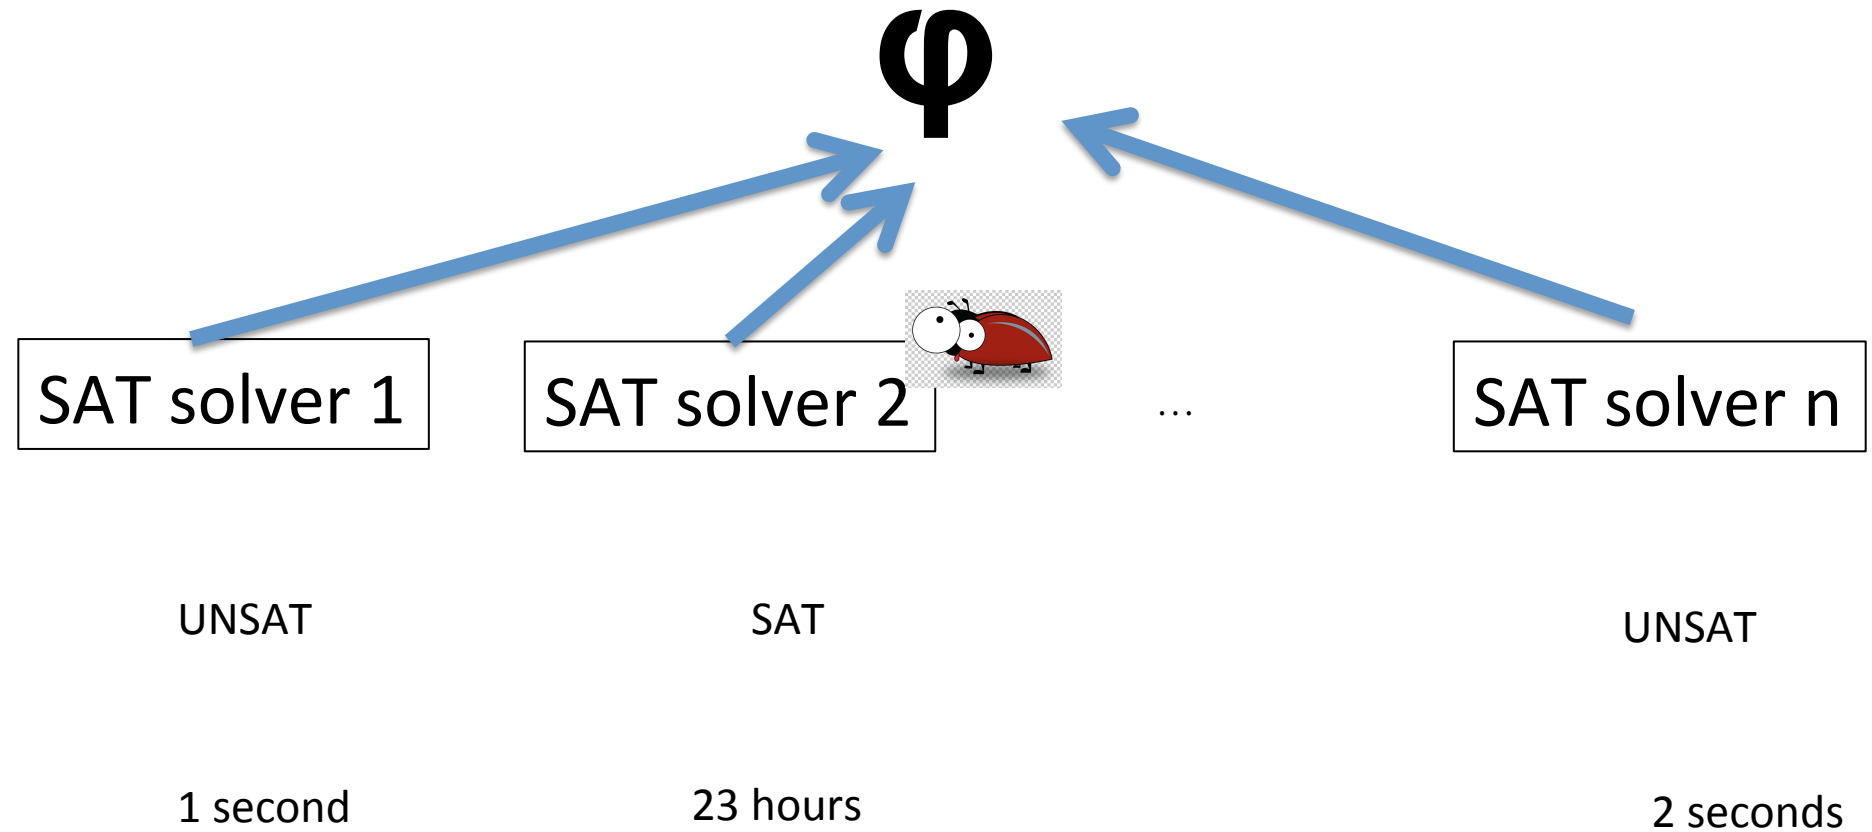 φ
SAT solver 1
SAT solver 2
...
SAT solver n
UNSAT
SAT
UNSAT
1 second
23 hours
2 seconds